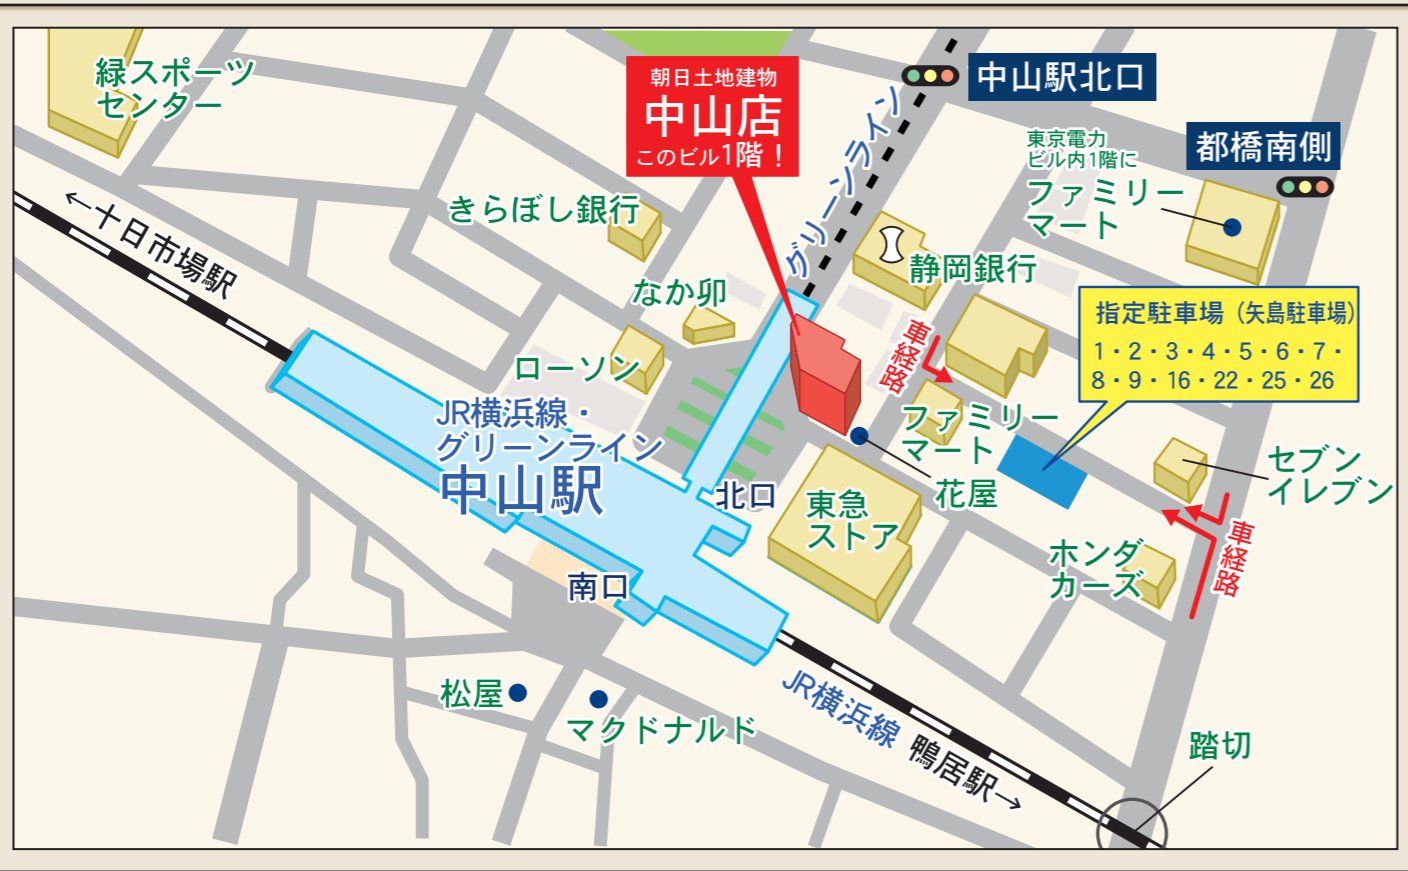 緑スポーツ
センター
朝日土地建物
中山店
このビル1階！
グリーンライン
中山駅北口
東京電力
ビル内1階に
ファミリー
マート
都橋南側
←十日市場駅
きらぼし銀行
なか卯
静岡銀行
指定駐車場（矢島駐車場）
1・2・3・4・5・6・7・
8・9・16・22・25・26
車経路
ローソン
JR横浜線・
グリーンライン
中山駅
北口
ファミリー
マート
花屋
東急
ストア
セブン
イレブン
車経路
ホンダ
カーズ
南口
松屋
マクドナルド
JR横浜線
鴨居駅→
踏切